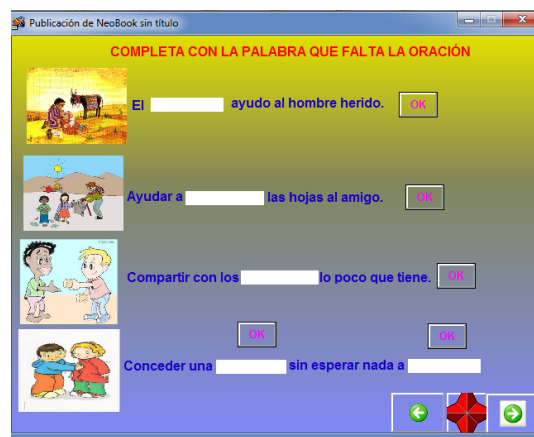 Publicación de NeoBook sin título
COMPLETA CON LA PALABRA QUE FALTA LA ORACIÓN
El ayudo al hombre herido. OK
Ayudar a las hojas al amigo. OK
Compartir con los lo poco que tiene. OK
OK OK
Conceder una sin esperar nada a